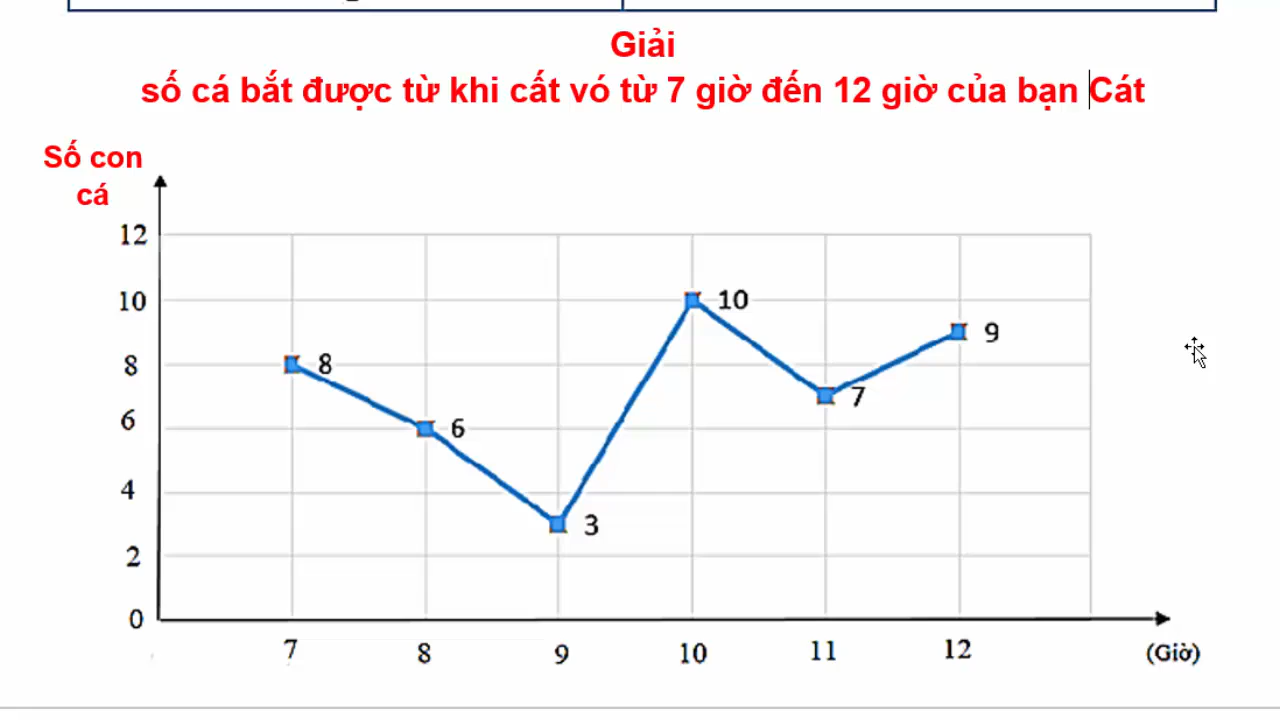 Giải
số cá bắt được từ khi cất vó từ 7 giờ đến 12 giờ của bạn Cát
Số con
cá
12
10
8
6
4
2
0
8
6
3
10
7
9
7 8 9 10 11 12 (Giờ)